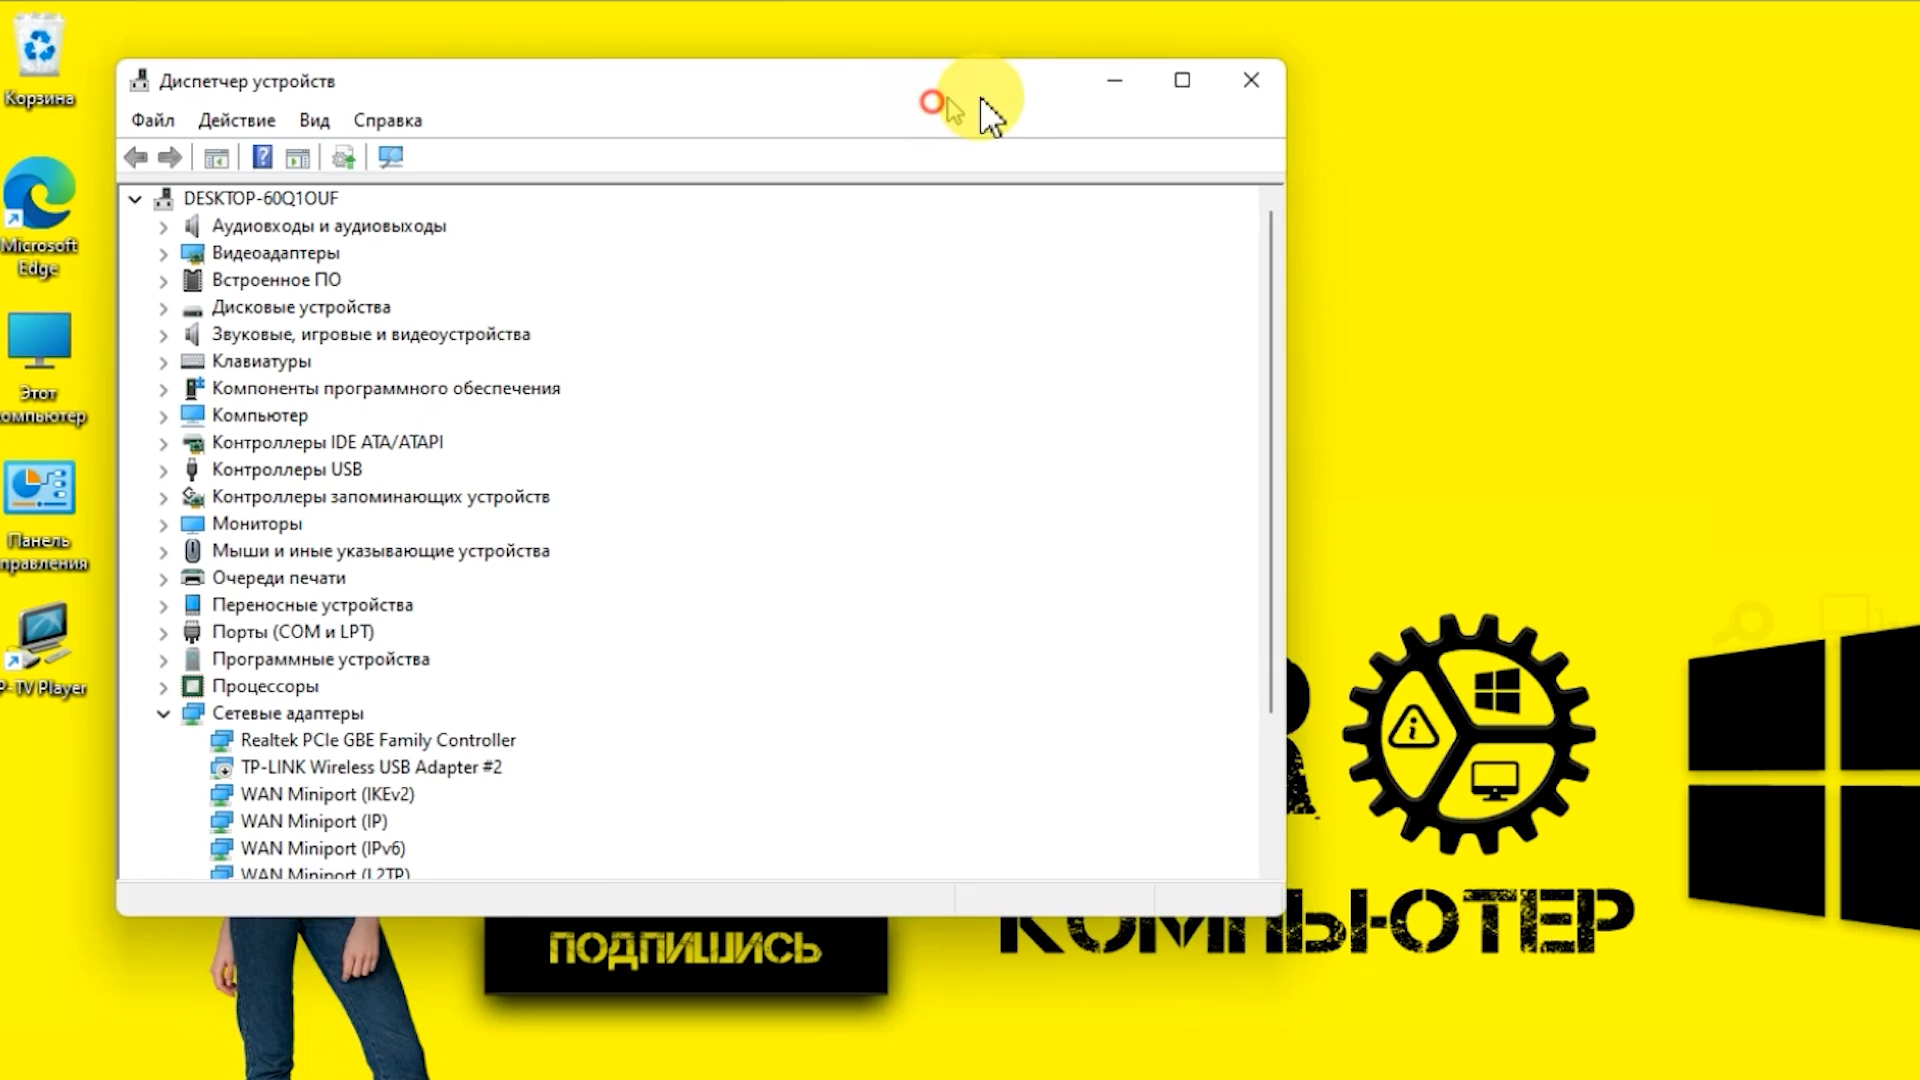 Корзина
Microsoft
Edge
Этот
омпьютер
Панель
правления
P-TV Player
Диспетчер устройств
Файл Действие Вид Справка
DESKTOP-60Q1OUF
Аудиовходы и аудиовыходы
Видеоадаптеры
Встроенное ПО
Дисковые устройства
Звуковые, игровые и видеоустройства
Клавиатуры
Компоненты программного обеспечения
Компьютер
Контроллеры IDE ATA/ATAPI
Контроллеры USB
Контроллеры запоминающих устройств
Мониторы
Мыши и иные указывающие устройства
Очереди печати
Переносные устройства
Порты (COM и LPT)
Программные устройства
Процессоры
Сетевые адаптеры
Realtek PCIe GBE Family Controller
TP-LINK Wireless USB Adapter #2
WAN Miniport (IKEv2)
WAN Miniport (IP)
WAN Miniport (IPv6)
WAN Miniport (L2TP)
ПОДПИШИСЬ
КОМПЬЮТЕР